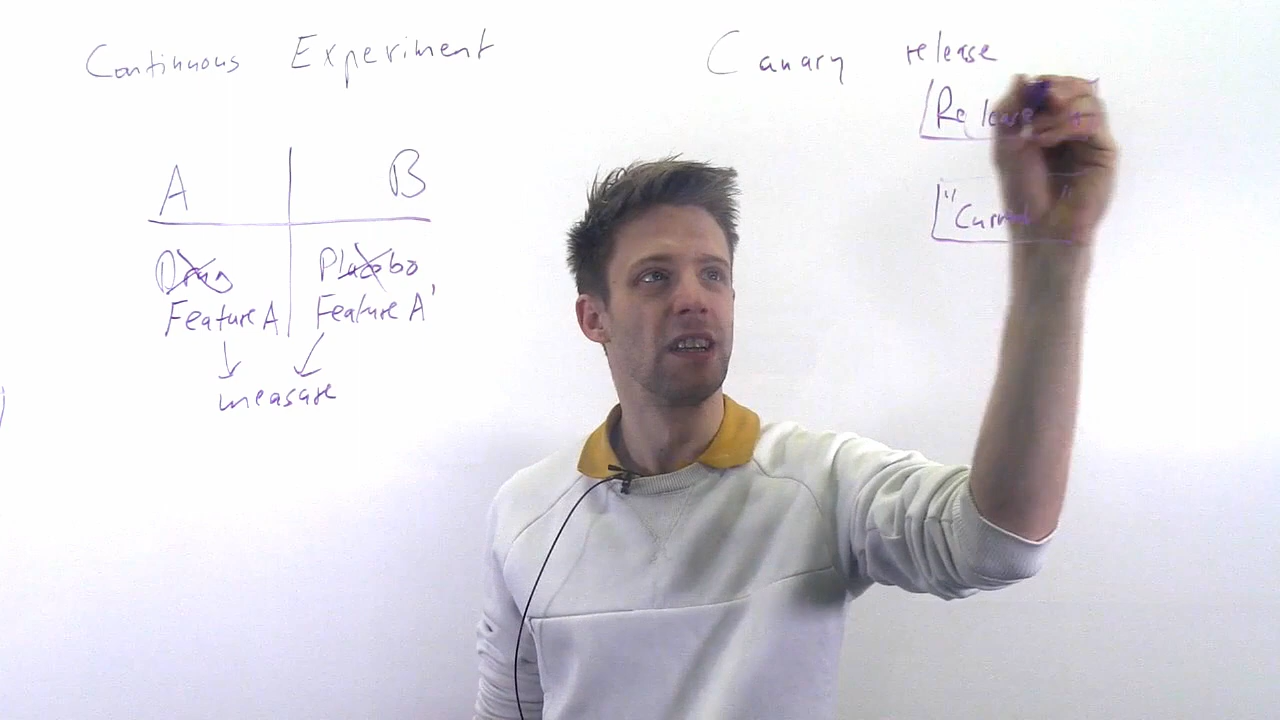 Continuous Experiment
A B
Drug Placebo
Feature A Feature A'
measure
Canary release
Release +
"Current"